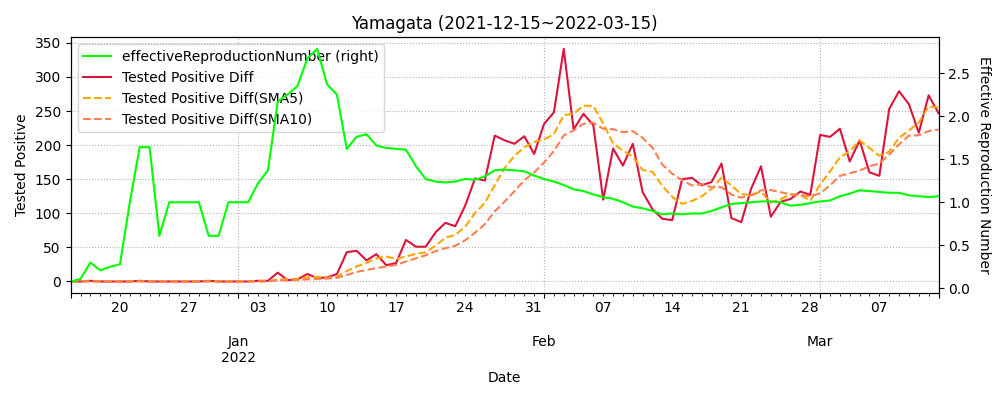 Yamagata (2021-12-15~2022-03-15)
effectiveReproductionNumber (right)
Tested Positive Diff
Tested Positive Diff(SMA5)
Tested Positive Diff(SMA10)
Tested Positive
350
300
250
200
150
100
50
0
Effective Reproduction Number
2.5
2.0
1.5
1.0
0.5
0.0
20 27 03 10 17 24 31 07 14 21 28 07
Jan Feb Mar
2022
Date